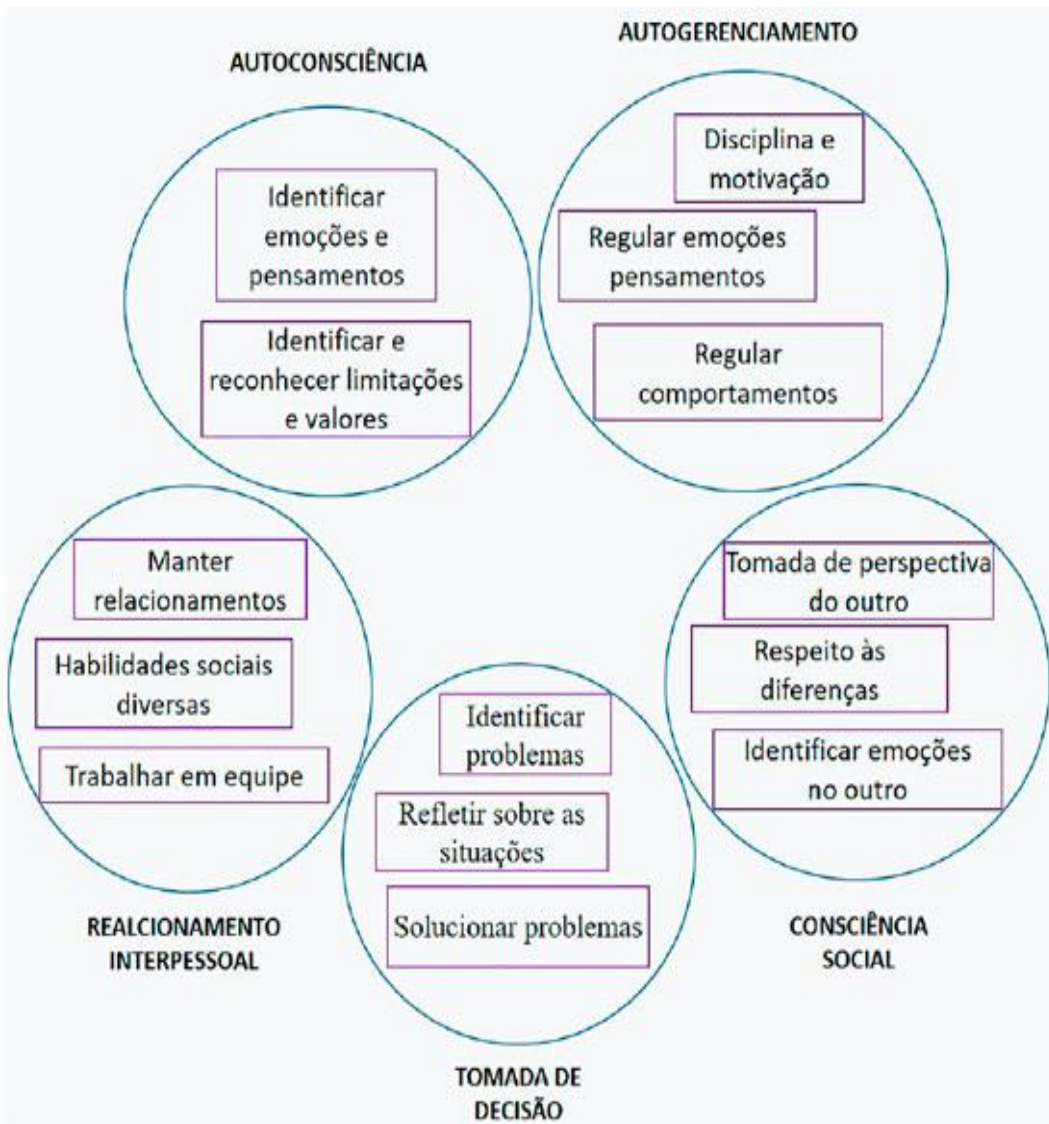 AUTOCONSCIÊNCIA
Identificar
emoções e
pensamentos
Identificar e
reconhecer limitações
e valores
AUTOGERENCIAMENTO
Disciplina e
motivação
Regular emoções
pensamentos
Regular
comportamentos
Manter
relacionamentos
Habilidades sociais
diversas
Trabalhar em equipe
REALCIONAMENTO
INTERPESSOAL
Identificar
problemas
Refletir sobre as
situações
Solucionar problemas
TOMADA DE
DECISÃO
Tomada de perspectiva
do outro
Respeito às
diferenças
Identificar emoções
no outro
CONSCIÊNCIA
SOCIAL